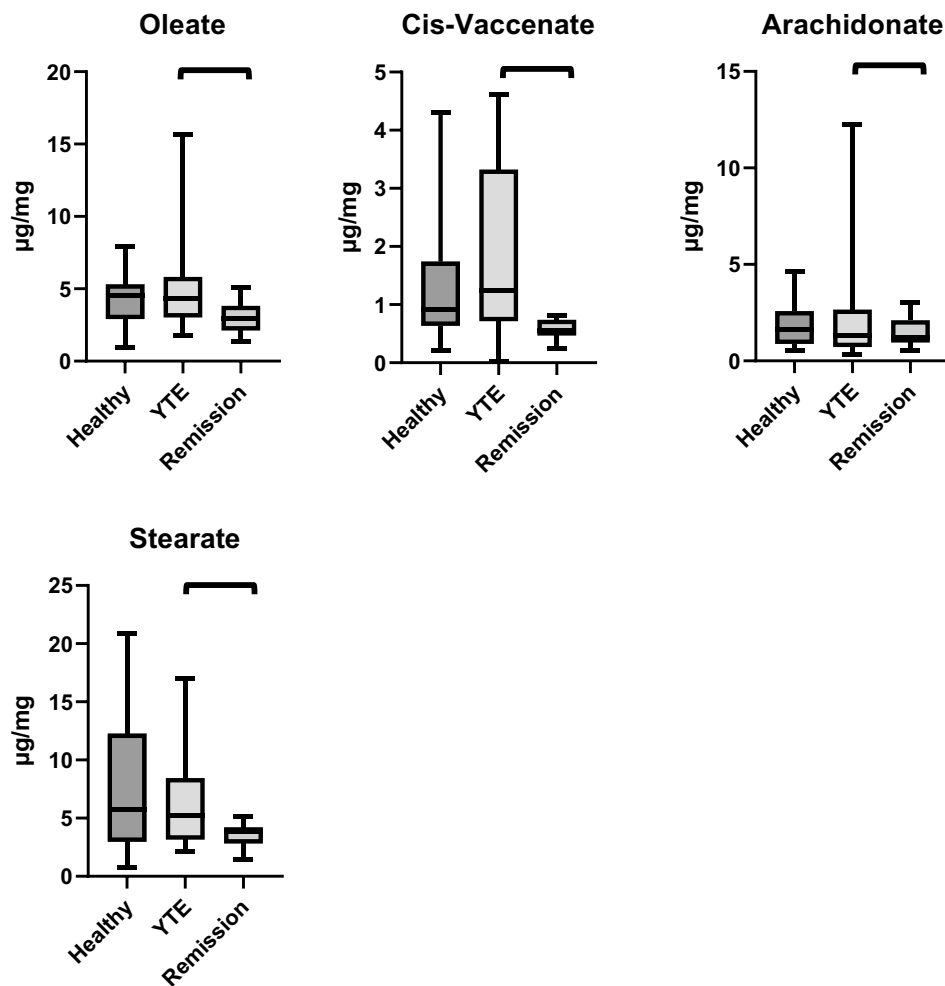 Oleate
Cis-Vaccenate
Arachidonate
20
15
10
5
0
µg/mg
Healthy
YTE
Remission
5
4
3
2
1
0
µg/mg
Healthy
YTE
Remission
15
10
5
0
µg/mg
Healthy
YTE
Remission
Stearate
25
20
15
10
5
0
µg/mg
Healthy
YTE
Remission